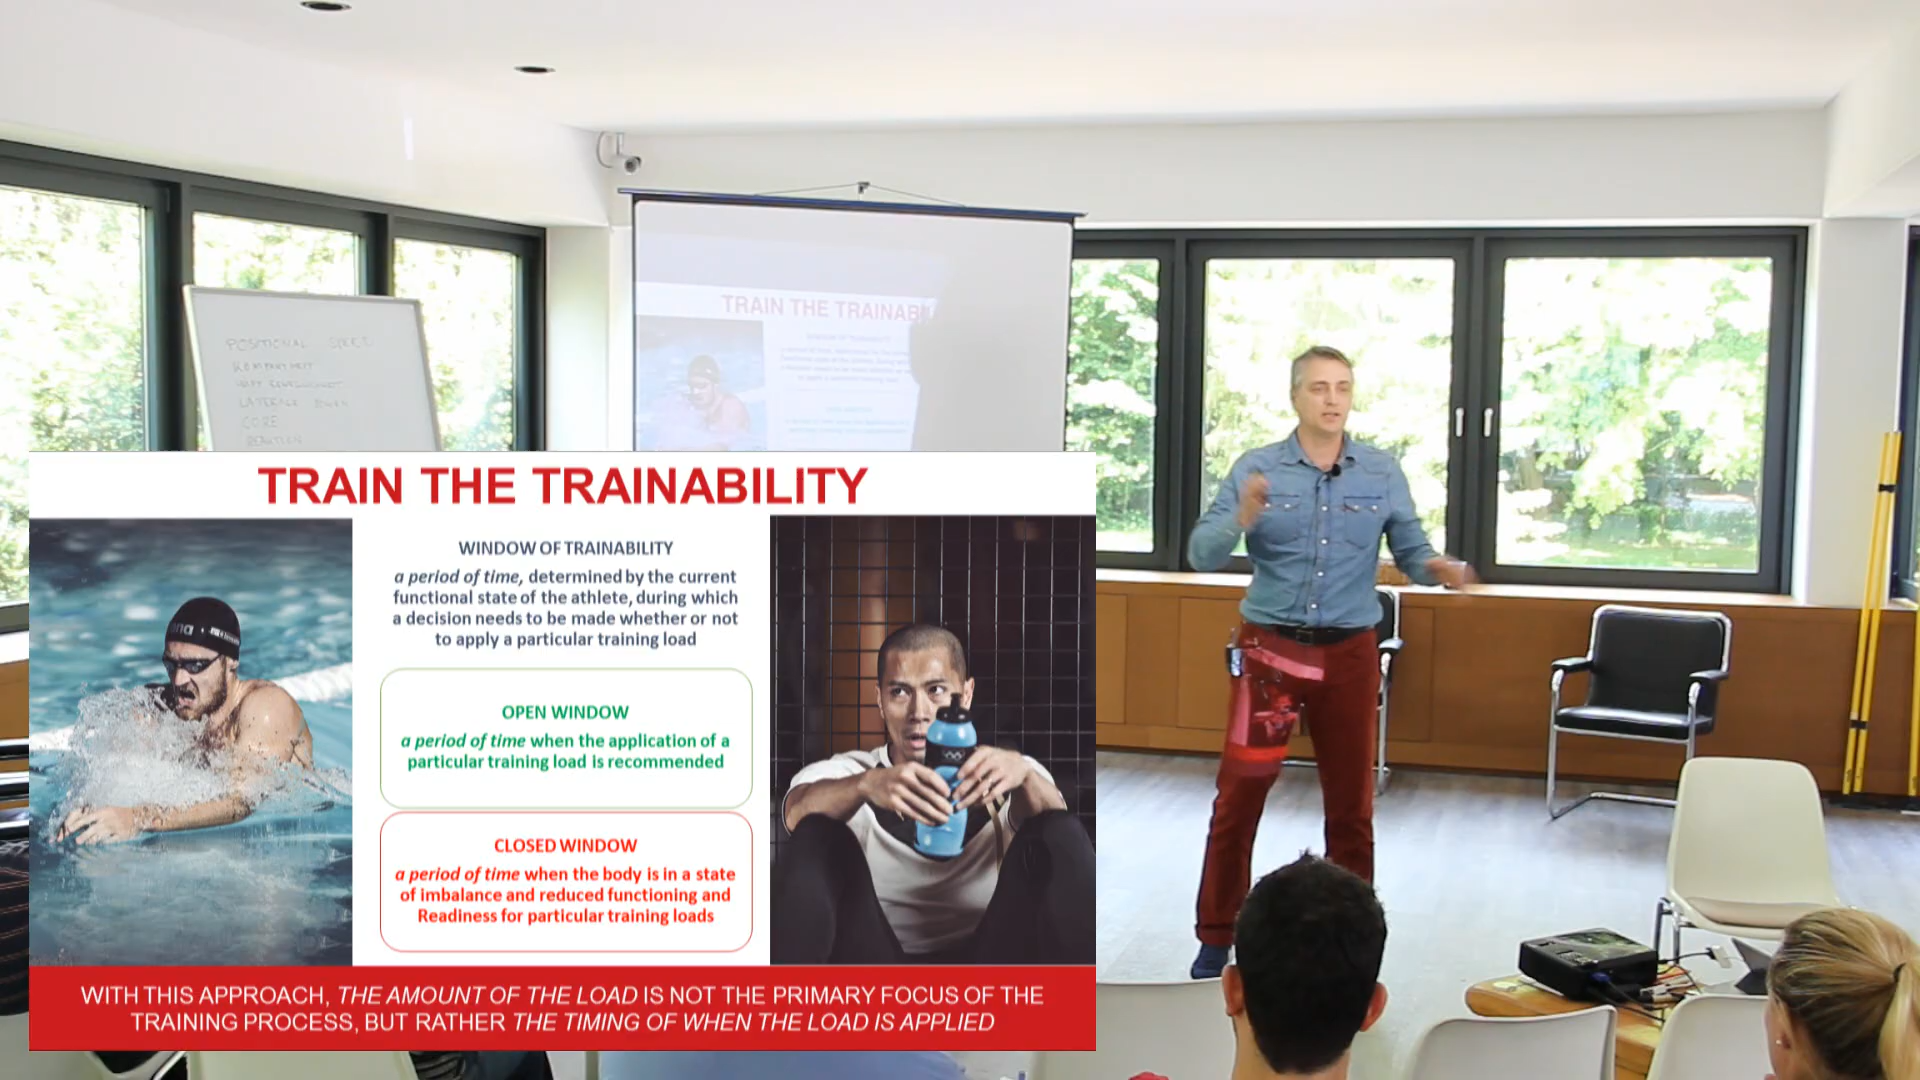 POSITIONAL
CORE
REACTION
TRAIN THE TRAINAB
TRAIN THE TRAINABILITY
WINDOW OF TRAINABILITY
a period of time, determined by the current
functional state of the athlete, during which
a decision needs to be made whether or not
to apply a particular training load
OPEN WINDOW
a period of time when the application of a
particular training load is recommended
CLOSED WINDOW
a period of time when the body is in a state
of imbalance and reduced functioning and
Readiness for particular training loads
WITH THIS APPROACH, THE AMOUNT OF THE LOAD IS NOT THE PRIMARY FOCUS OF THE
TRAINING PROCESS, BUT RATHER THE TIMING OF WHEN THE LOAD IS APPLIED